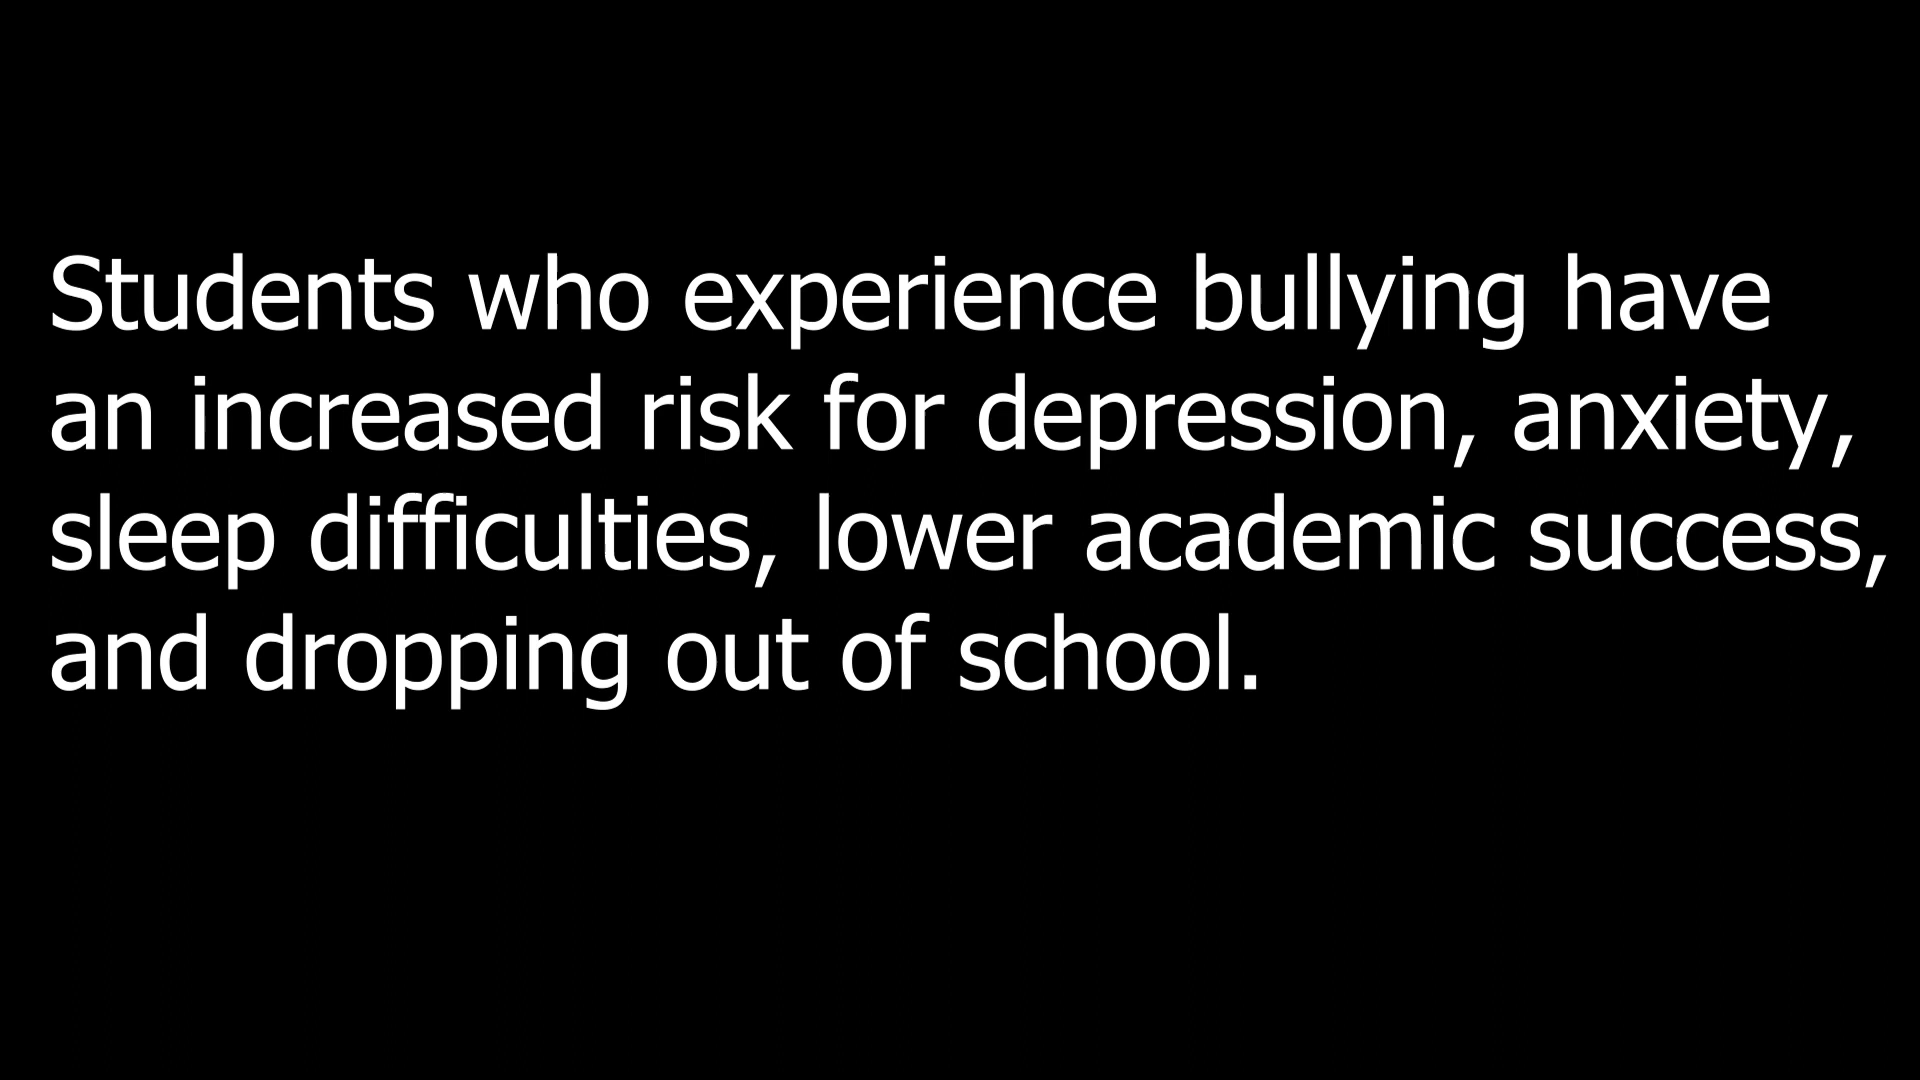 Students who experience bullying have
an increased risk for depression, anxiety,
sleep difficulties, lower academic success,
and dropping out of school.